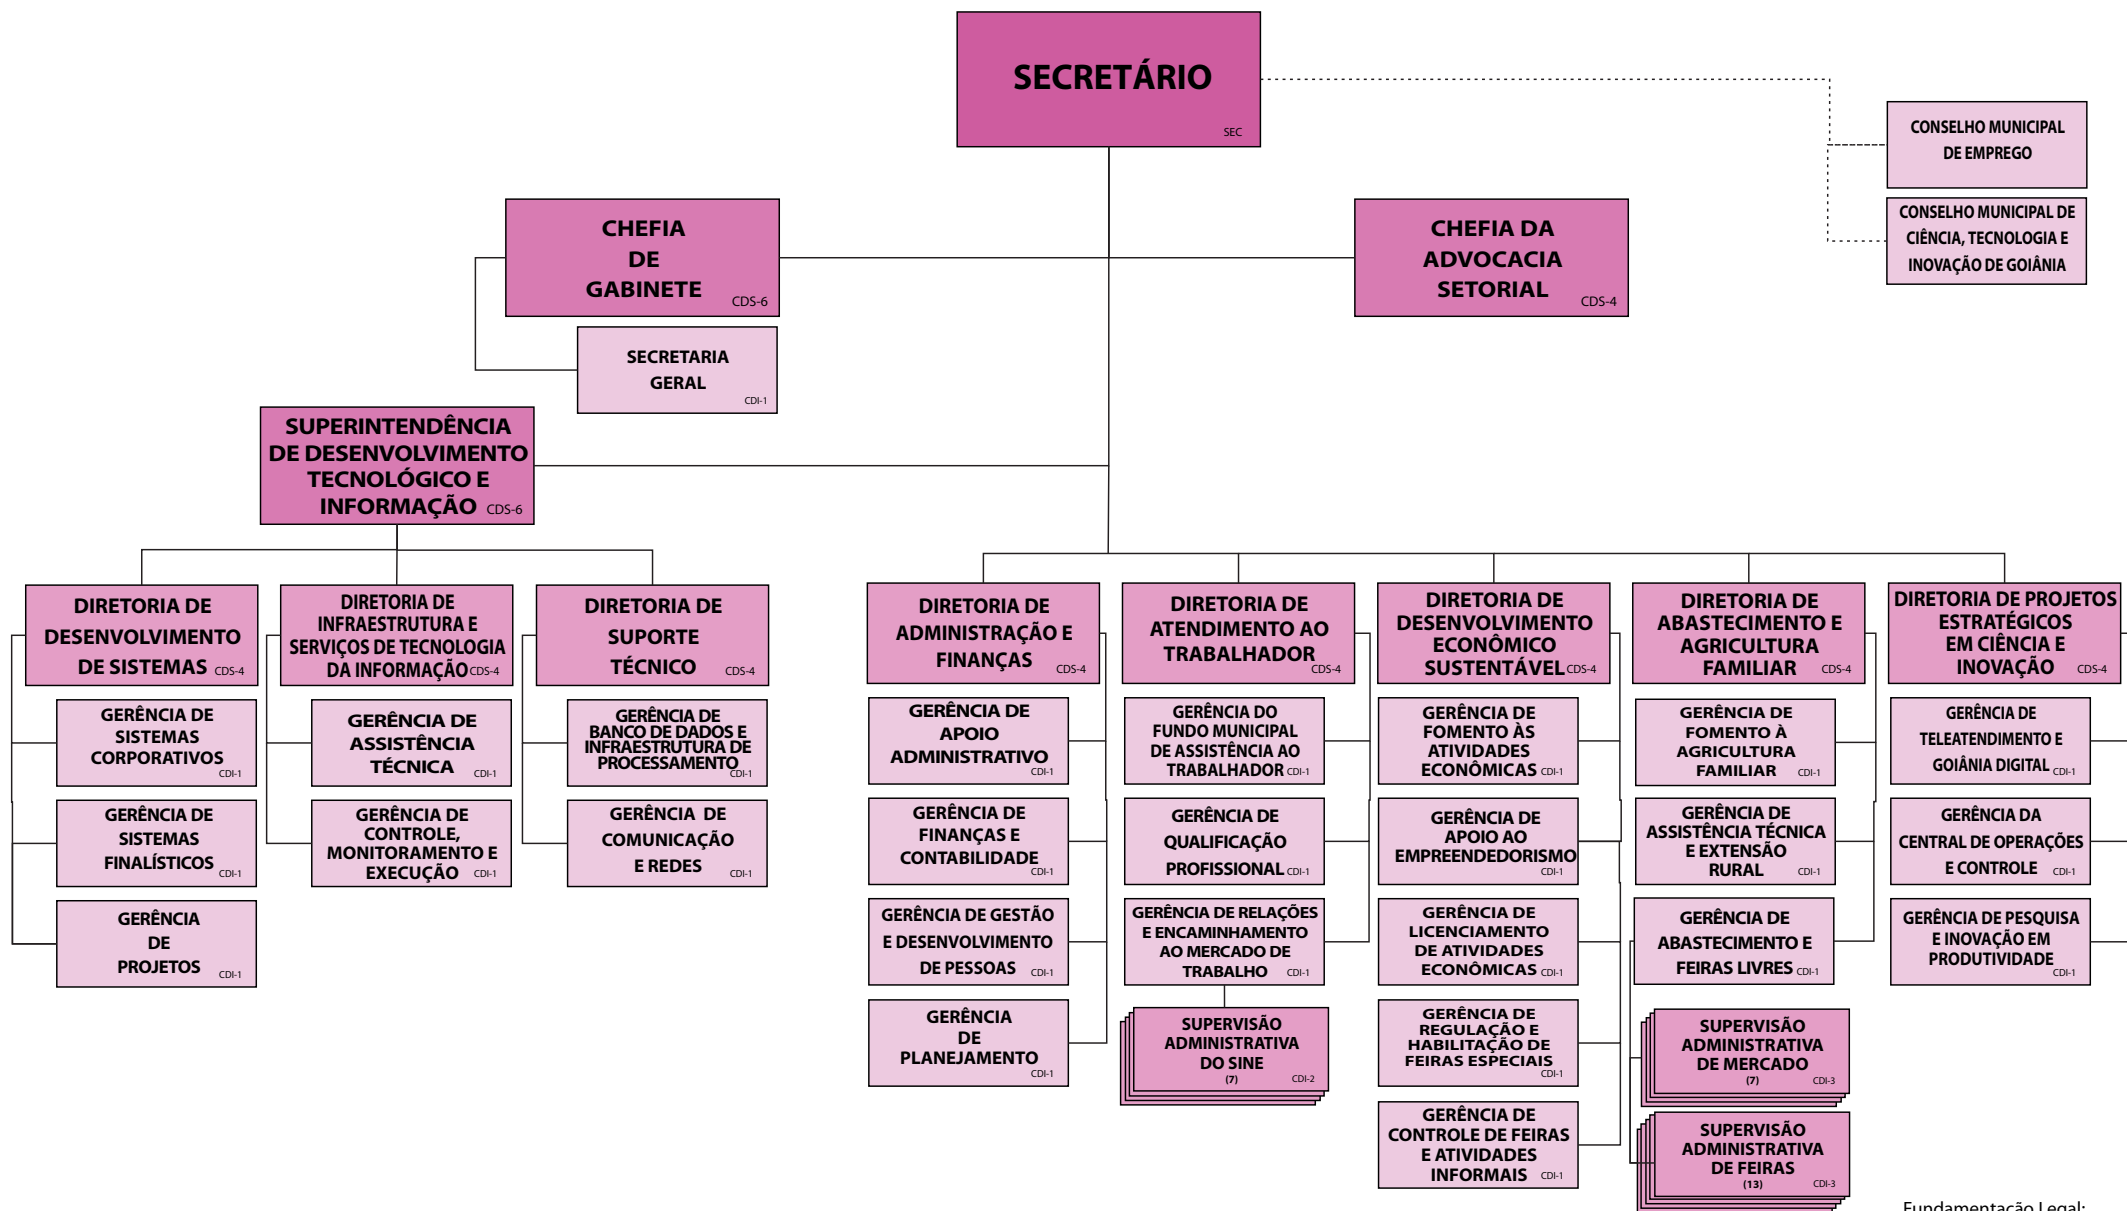 SECRETÁRIO
SEC
CONSELHO MUNICIPAL
DE EMPREGO
CONSELHO MUNICIPAL DE
CIÊNCIA, TECNOLOGIA E
INOVAÇÃO DE GOIÂNIA
CHEFIA
DE
GABINETE CDS-6
CHEFIA DA
ADVOCACIA
SETORIAL CDS-4
SECRETARIA
GERAL
CDI-1
SUPERINTENDÊNCIA
DE DESENVOLVIMENTO
TECNOLÓGICO E
INFORMAÇÃO CDS-6
DIRETORIA DE
DESENVOLVIMENTO
DE SISTEMAS CDS-4
GERÊNCIA DE
SISTEMAS
CORPORATIVOS CDI-1
GERÊNCIA DE
SISTEMAS
FINALÍSTICOS CDI-1
GERÊNCIA
DE
PROJETOS CDI-1
DIRETORIA DE
INFRAESTRUTURA E
SERVIÇOS DE TECNOLOGIA
DA INFORMAÇÃO CDS-4
GERÊNCIA DE
ASSISTÊNCIA
TÉCNICA CDI-1
GERÊNCIA DE
CONTROLE,
MONITORAMENTO E
EXECUÇÃO CDI-1
DIRETORIA DE
SUPORTE
TÉCNICO CDS-4
GERÊNCIA DE
BANCO DE DADOS E
INFRAESTRUTURA DE
PROCESSAMENTO
CDI-1
GERÊNCIA DE
COMUNICAÇÃO
E REDES CDI-1
DIRETORIA DE
ADMINISTRAÇÃO E
FINANÇAS CDS-4
GERÊNCIA DE
APOIO
ADMINISTRATIVO
CDI-1
GERÊNCIA DE
FINANÇAS E
CONTABILIDADE
CDI-1
GERÊNCIA DE GESTÃO
E DESENVOLVIMENTO
DE PESSOAS CDI-1
GERÊNCIA
DE
PLANEJAMENTO
CDI-1
DIRETORIA DE
ATENDIMENTO AO
TRABALHADOR
CDS-4
GERÊNCIA DO
FUNDO MUNICIPAL
DE ASSISTÊNCIA AO
TRABALHADOR CDI-1
GERÊNCIA DE
QUALIFICAÇÃO
PROFISSIONAL CDI-1
GERÊNCIA DE RELAÇÕES
E ENCAMINHAMENTO
AO MERCADO DE
TRABALHO CDI-1
SUPERVISÃO
ADMINISTRATIVA
DO SINE
(7) CDI-2
DIRETORIA DE
DESENVOLVIMENTO
ECONÔMICO
SUSTENTÁVEL CDS-4
GERÊNCIA DE
FOMENTO ÀS
ATIVIDADES
ECONÔMICAS CDI-1
GERÊNCIA DE
APOIO AO
EMPREENDEDORISMO
CDI-1
GERÊNCIA DE
LICENCIAMENTO
DE ATIVIDADES
ECONÔMICAS CDI-1
GERÊNCIA DE
REGULAÇÃO E
HABILITAÇÃO DE
FEIRAS ESPECIAIS
CDI-1
GERÊNCIA DE
CONTROLE DE FEIRAS
E ATIVIDADES
INFORMAIS CDI-1
DIRETORIA DE
ABASTECIMENTO E
AGRICULTURA
FAMILIAR CDS-4
GERÊNCIA DE
FOMENTO À
AGRICULTURA
FAMILIAR CDI-1
GERÊNCIA DE
ASSISTÊNCIA TÉCNICA
E EXTENSÃO
RURAL CDI-1
GERÊNCIA DE
ABASTECIMENTO E
FEIRAS LIVRES CDI-1
SUPERVISÃO
ADMINISTRATIVA
DE MERCADO
(7) CDI-3
SUPERVISÃO
ADMINISTRATIVA
DE FEIRAS
(13) CDI-3
DIRETORIA DE PROJETOS
ESTRATÉGICOS
EM CIÊNCIA E
INOVAÇÃO CDS-4
GERÊNCIA DE
TELEATENDIMENTO E
GOIÂNIA DIGITAL CDI-1
GERÊNCIA DA
CENTRAL DE OPERAÇÕES
E CONTROLE CDI-1
GERÊNCIA DE PESQUISA
E INOVAÇÃO EM
PRODUTIVIDADE
CDI-1
Fundamentação Legal: